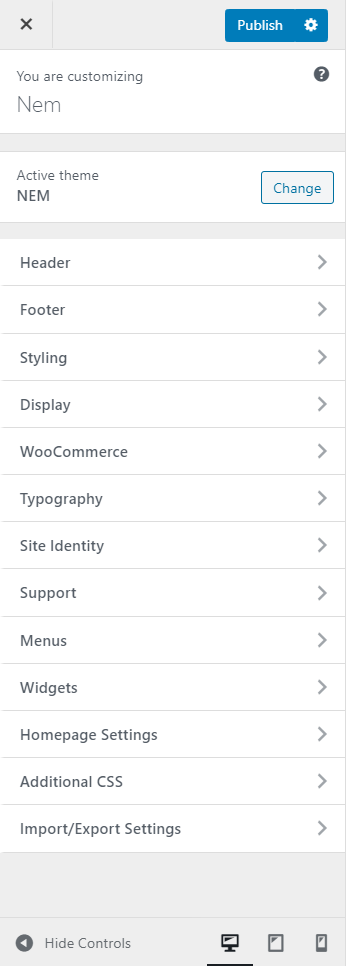 Publish
You are customizing
Nem
Active theme
NEM
Change
Header
Footer
Styling
Display
WooCommerce
Typography
Site Identity
Support
Menus
Widgets
Homepage Settings
Additional CSS
Import/Export Settings
Hide Controls